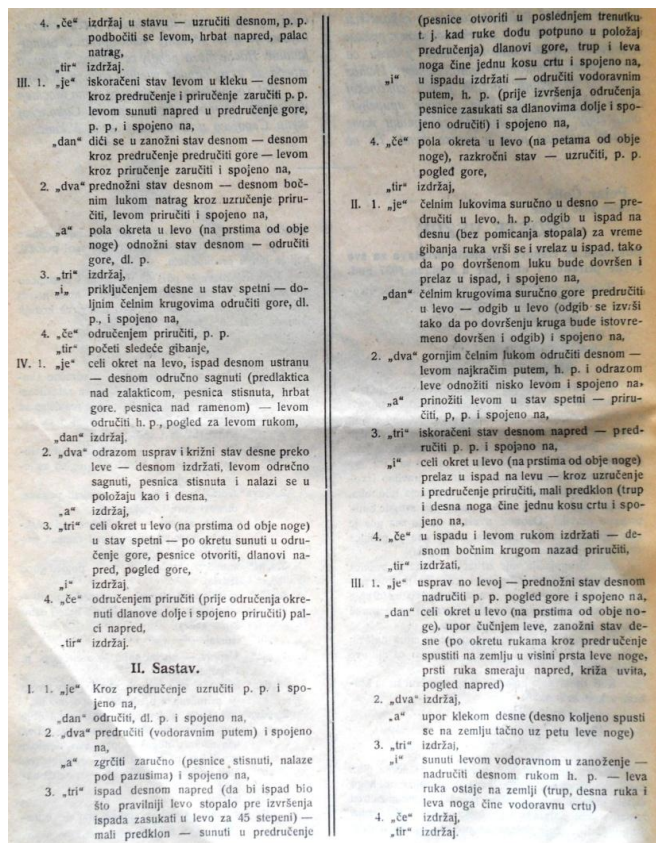 4. „če“ izdržaj u stavu — uzručiti desnom, p. p.
podbočiti se levom, hrbat napred, palac
natrag,
„tir“ izdržaj.
III. 1. „je“ iskoračeni stav levom u kleku — desnom
kroz predručenje i priručenje zaručiti p. p.
levom sunuti napred u predručenje gore,
p. p, i spojeno na,
„dan“ dići se u zanožni stav desnom — desnom
kroz predručenje predručiti gore — levom
kroz priručenje zaručiti i spojeno na,
2. „dva“ prednožni stav desnom — desnom boč-
nim lukom natrag kroz uzručenje priru-
čiti, levom priručiti i spojeno na,
„a“ pola okreta u levo (na prstima od obje
noge) odnožni stav desnom — odručiti
gore, dl. p.
3. „tri“ izdržaj,
„i„ priključenjem desne u stav spetni — do-
ljnim čelnim krugovima odručiti gore, dl.
p., i spojeno na,
4. „če“ odručenjem priručiti, p. p.
„tir“ početi sledeće gibanje,
IV. 1. „je“ celi okret na levo, ispad desnom ustranu
— desnom odručno sagnuti (predlaktica
nad zalakticom, pesnica stisnuta, hrbat
gore, pesnica nad ramenom) — levom
odručiti h. p., pogled za levom rukom,
„dan“ izdržaj.
2. „dva“ odrazom usprav i križni stav desne preko
leve — desnom izdržati, levom odručno
sagnuti, pesnica stisnuta i nalazi se u
položaju kao i desna,
„a“ izdržaj.
3. „tri“ celi okret u levo (na prstima od obje noge)
u stav spetni — po okretu sunuti u odru-
čenje gore, pesnice otvoriti, dlanovi na-
pred, pogled gore,
„i“ izdržaj.
4. „če“ odručenjem priručiti (prije odručenja okre-
nuti dlanove dolje i spojeno priručiti) pal-
ci napred,
„tir“ izdržaj.
II. Sastav.
I. 1. „je“ Kroz predručenje uzručiti p. p. i spo-
jeno na,
„dan“ odručiti, dl. p. i spojeno na,
2 „dva“ predručiti (vodoravnim putem) i spojeno
na,
„a“ zgrčiti zaručno (pesnice stisnuti, nalaze
pod pazusima) i spojeno na,
3. „tri“ ispad desnom napred (da bi ispad bio
što pravilniji levo stopalo pre izvršenja
ispada zasukati u levo za 45 stepeni) —
mali predklon — sunuti u predručenje
(pesnice otvoriti u poslednjem trenutku
t. j. kad ruke dođu potpuno u položaj
predručenja) dlanovi gore, trup i leva
noga čine jednu kosu crtu i spojeno na,
„i“ u ispadu izdržati — odručiti vodoravnim
putem, h. p. (prije izvršenja odručenja
pesnice zasukati sa dlanovima dolje i spo-
jeno odručiti) i spojeno na,
4. „če“ pola okreta u levo (na petama od obje
noge), razkročni stav — uzručiti, p. p.
pogled gore,
„tir“ izdržaj,
II. 1. „je“ čelnim lukovima suručno u desno — pre-
dručiti u levo, h. p. odgib u ispad na
desnu (bez pomicanja stopala) za vreme
gibanja ruka vrši se i vrelaz u ispad, tako
da po dovršenom luku bude dovršen i
prelaz u ispad, i spojeno na,
„dan“ čelnim krugovima suručno gore predručiti
u levo — odgib u levo (odgib se izvrši
tako da po dovršenju kruga bude istovre-
meno dovršen i odgib) i spojeno na,
2. „dva“ gornjim čelnim lukom odručiti desnom —
levom najkračim putem, h. p. i odrazom
leve odnožiti nisko levom i spojeno na,
„a“ prinožiti levom u stav spetni — priru-
čiti, p, p. i spojeno na,
3. „tri“ iskoračeni stav desnom napred — pred-
ručiti p. p. i spojano na,
„i“ celi okret u levo (na prstima od obje noge)
prelaz u ispad na levu — kroz uzručenje
i predručenje priručiti, mali predklon (trup
i desna noga čine jednu kosu crtu i spo-
jeno na,
4. „če“ u ispadu i levom rukom izdržati — de-
snom bočnim krugom nazad priručiti,
„tir“ izdržati,
III. 1. „je“ usprav no levoj — prednožni stav desnom
nadručiti p. p. pogled gore i spojeno na,
„dan“ celi okret u levo (na prstima od obje no-
ge). upor čučnjem leve, zanožni stav de-
sne (po okretu rukama kroz predručenje
spustiti na zemlju u visini prsta leve noge,
prsti ruka smeraju napred, križa uvita,
pogled napred)
2. „dva“ izdržaj,
„a“ upor klekom desne (desno koljeno spusti
se na zemlju tačno uz petu leve noge)
3. „tri“ izdržaj,
„i“ sunuti levom vodoravnom u zanoženje —
nadručiti desnom rukom h. p. — leva
ruka ostaje na zemlji (trup, desna ruka i
leva noga čine vodoravnu crtu)
4. „če“ izdržaj,
„tir“ izdržaj.